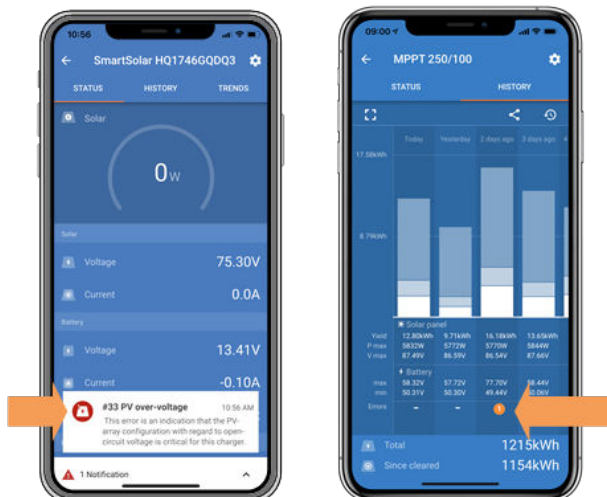 10:56
SmartSolar HQ1746GQDQ3
STATUS HISTORY TRENDS
Solar
0W
Solar
Voltage 75.30V
Current 0.0A
Battery
Voltage 13.41V
Current -0.10A
#33 PV over-voltage 10:56 AM
This error is an indication that the PV-
array configuration with regard to open-
circuit voltage is critical for this charger.
1 Notification
09:00
MPPT 250/100
STATUS HISTORY
Today Yesterday 2 days ago 3 days ago
17.58kWh
8.79kWh
Solar panel
Yield 12.80kWh 9.71kWh 16.18kWh 13.65kWh
P max 5832W 5772W 5770W 5844W
V max 87.49V 86.59V 86.54V 87.66V
Battery
max 58.32V 57.72V 77.70V 58.44V
min 50.31V 50.30V 49.44V
Errors - - 1
Total 1215kWh
Since cleared 1154kWh